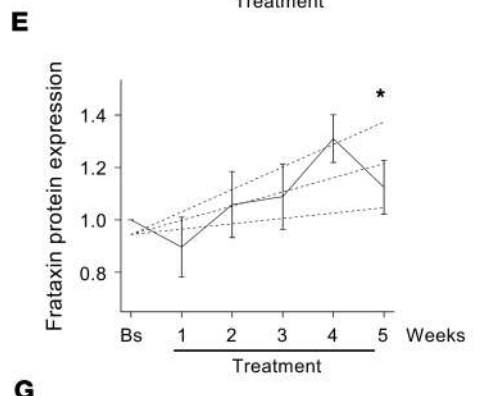 Treatment
E
*
Frataxin protein expression
1.4
1.2
1.0
0.8
Bs 1 2 3 4 5 Weeks
Treatment
G